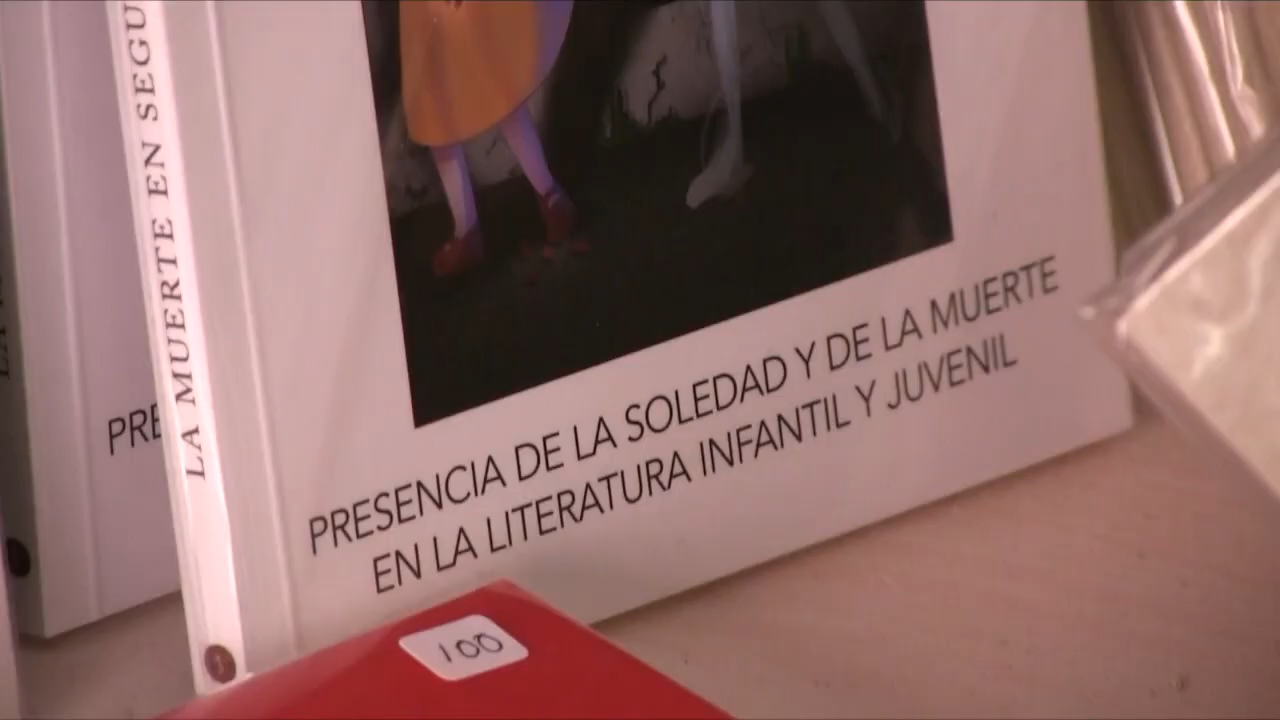 LA MUERTE EN SEGU
PRE
PRESENCIA DE LA SOLEDAD Y DE LA MUERTE
EN LA LITERATURA INFANTIL Y JUVENIL
100